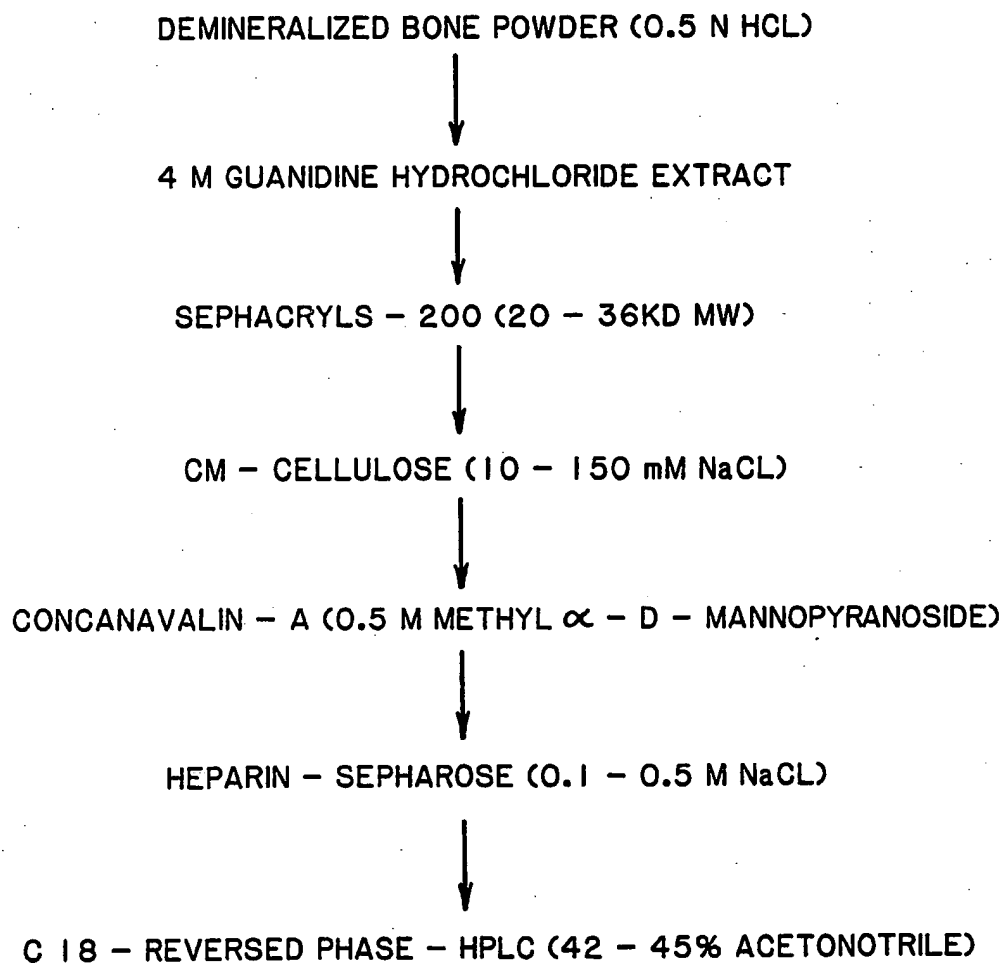 DEMINERALIZED BONE POWDER (0.5 N HCL)
4 M GUANIDINE HYDROCHLORIDE EXTRACT
SEPHACRYLS – 200 (20 – 36KD MW)
CM – CELLULOSE (10 – 150 mM NaCL)
CONCANAVALIN – A (0.5 M METHYL ∝ – D – MANNOPYRANOSIDE)
HEPARIN – SEPHAROSE (0.1 – 0.5 M NaCL)
C 18 – REVERSED PHASE – HPLC (42 – 45% ACETONOTRILE)